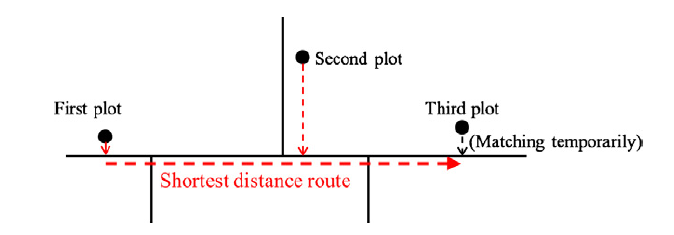 Second plot
First plot
Third plot
(Matching temporarily)
Shortest distance route